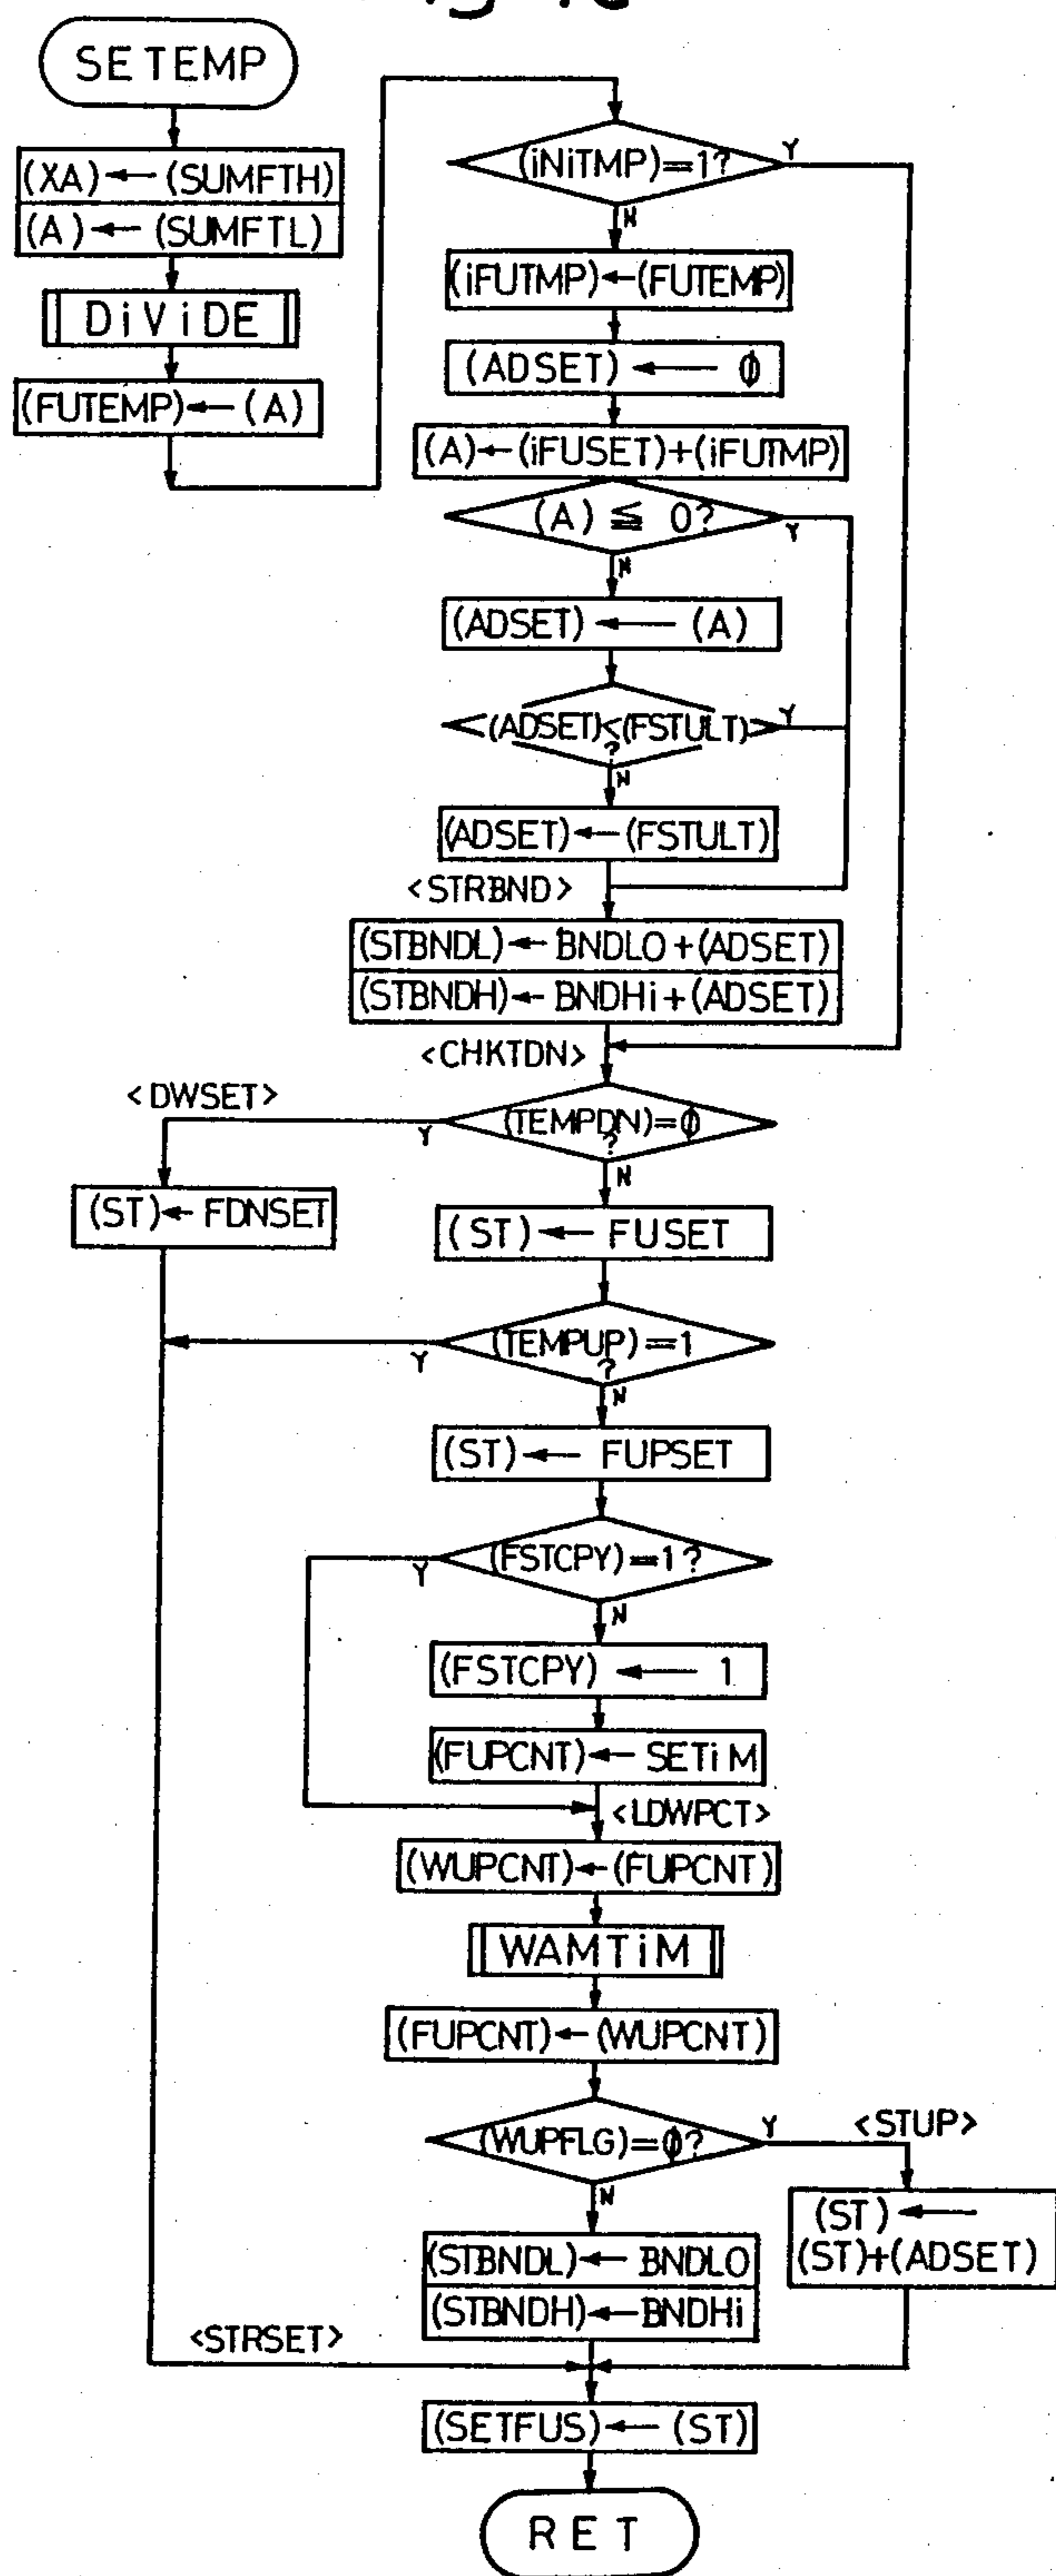 SETEMP
(XA)←(SUMFTH)
(A)←(SUMFTL)
DiViDE
(FUTEMP)←(A)
(iNiTMP)=1?
Y
N
(iFUTMP)←(FUTEMP)
(ADSET)←ϕ
(A)←(iFUSET)+(iFUTMP)
(A)≦0?
Y
N
(ADSET)←(A)
(ADSET)<(FSTULT)
?
Y
N
(ADSET)←(FSTULT)
<STRBND>
(STBNDL)←BNDLO+(ADSET)
(STBNDH)←BNDHi+(ADSET)
<CHKTDN>
<DWSET>
(TEMPDN)=ϕ
?
Y
N
(ST)←FDNSET
(ST)←FUSET
(TEMPUP)=1
?
Y
N
(ST)←FUPSET
(FSTCPY)=1?
Y
N
(FSTCPY)←1
(FUPCNT)←SETiM
<LDWPCT>
(WUPCNT)←(FUPCNT)
WAMTiM
(FUPCNT)←(WUPCNT)
(WUPFLG)=ϕ?
Y
<STUP>
N
(ST)←
(ST)+(ADSET)
(STBNDL)←BNDLO
(STBNDH)←BNDHi
<STRSET>
(SETFUS)←(ST)
RET